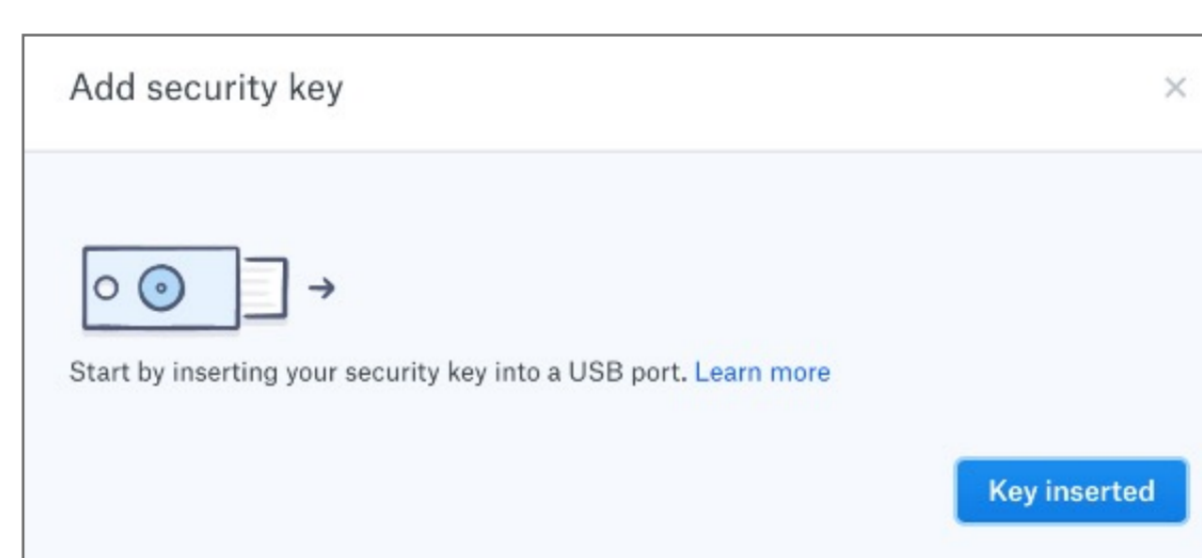 Add security key
Start by inserting your security key into a USB port. Learn more
Key inserted